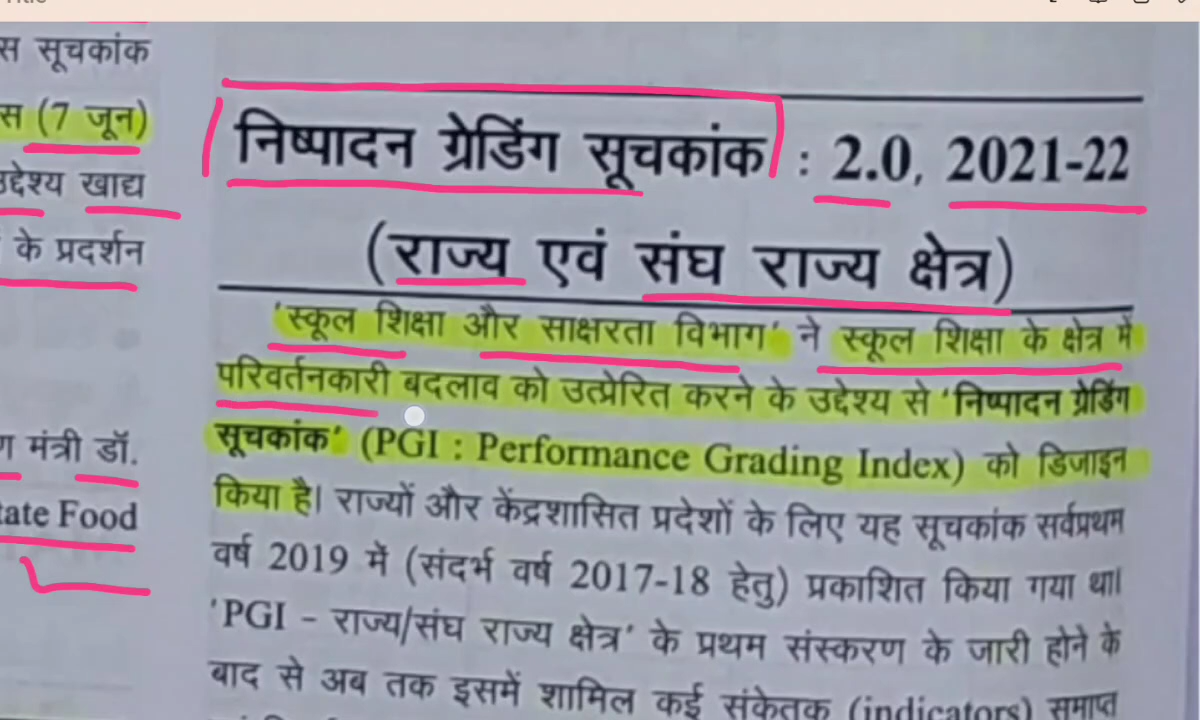 सूचकांक
(7 जून)
उद्देश्य खाद्य
के प्रदर्शन
मंत्री डॉ.
Food
निष्पादन ग्रेडिंग सूचकांक : 2.0, 2021-22
(राज्य एवं संघ राज्य क्षेत्र)
'स्कूल शिक्षा और साक्षरता विभाग' ने स्कूल शिक्षा के क्षेत्र में
परिवर्तनकारी बदलाव को उत्प्रेरित करने के उद्देश्य से 'निष्पादन ग्रेडिंग
सूचकांक' (PGI : Performance Grading Index) को डिजाइन
किया है। राज्यों और केंद्रशासित प्रदेशों के लिए यह सूचकांक सर्वप्रथम
वर्ष 2019 में (संदर्भ वर्ष 2017-18 हेतु) प्रकाशित किया गया था।
'PGI - राज्य/संघ राज्य क्षेत्र' के प्रथम संस्करण के जारी होने के
बाद से अब तक इसमें शामिल कई संकेतक (indicators) समाप्त